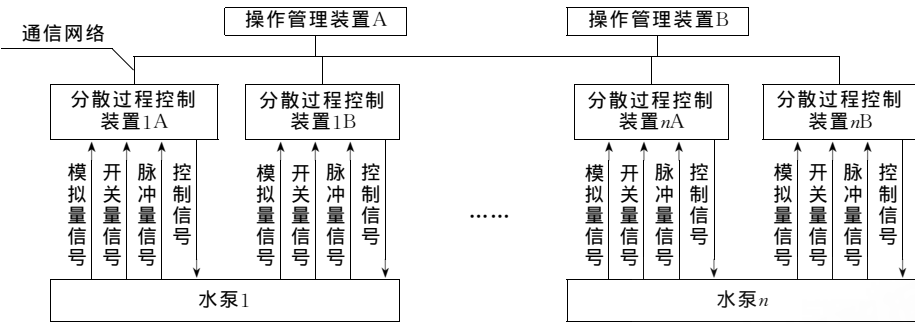 操作管理装置A
操作管理装置B
通信网络
分散过程控制
装置1A
分散过程控制
装置1B
分散过程控制
装置nA
分散过程控制
装置nB
模拟量信号
开关量信号
脉冲量信号
控制信号
模拟量信号
开关量信号
脉冲量信号
控制信号
……
模拟量信号
开关量信号
脉冲量信号
控制信号
模拟量信号
开关量信号
脉冲量信号
控制信号
水泵1
水泵n